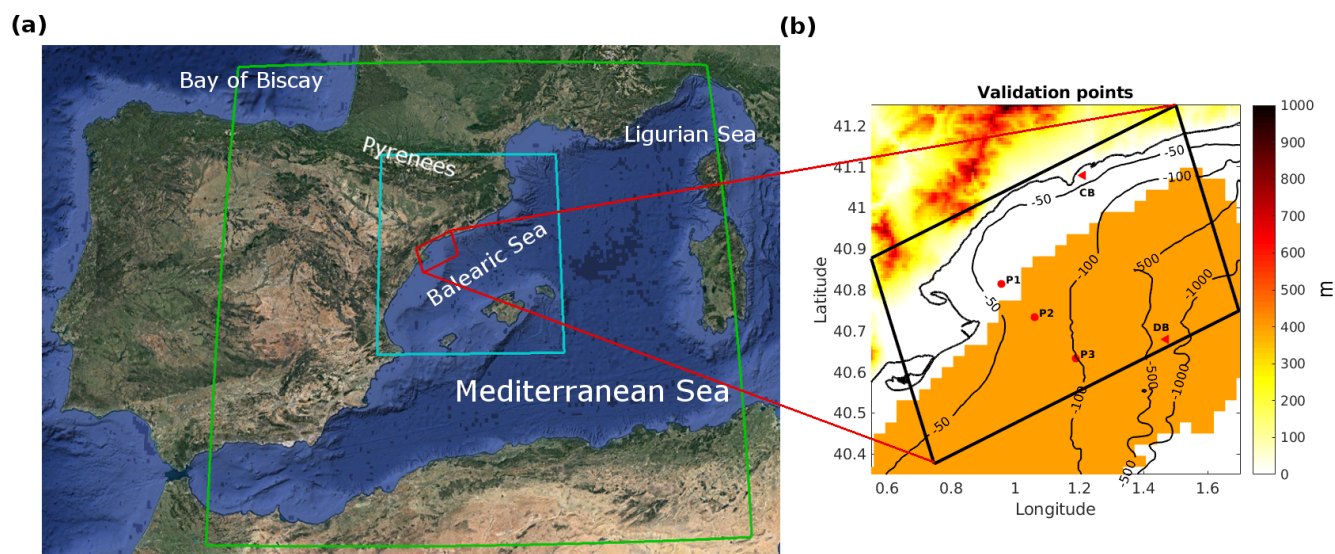 (a)
Bay of Biscay
Pyrenees
Ligurian Sea
Balearic Sea
Mediterranean Sea
(b)
Validation points
41.2
41.1
41
40.9
40.8
40.7
40.6
40.5
40.4
Latitude
0.6
0.8
1
1.2
1.4
1.6
Longitude
-50
-100
-50
CB
-100
-500
-1000
P1
-50
P2
DB
P3
-100
-500
-1000
-50
-500
1000
900
800
700
600
500
400
300
200
100
0
m